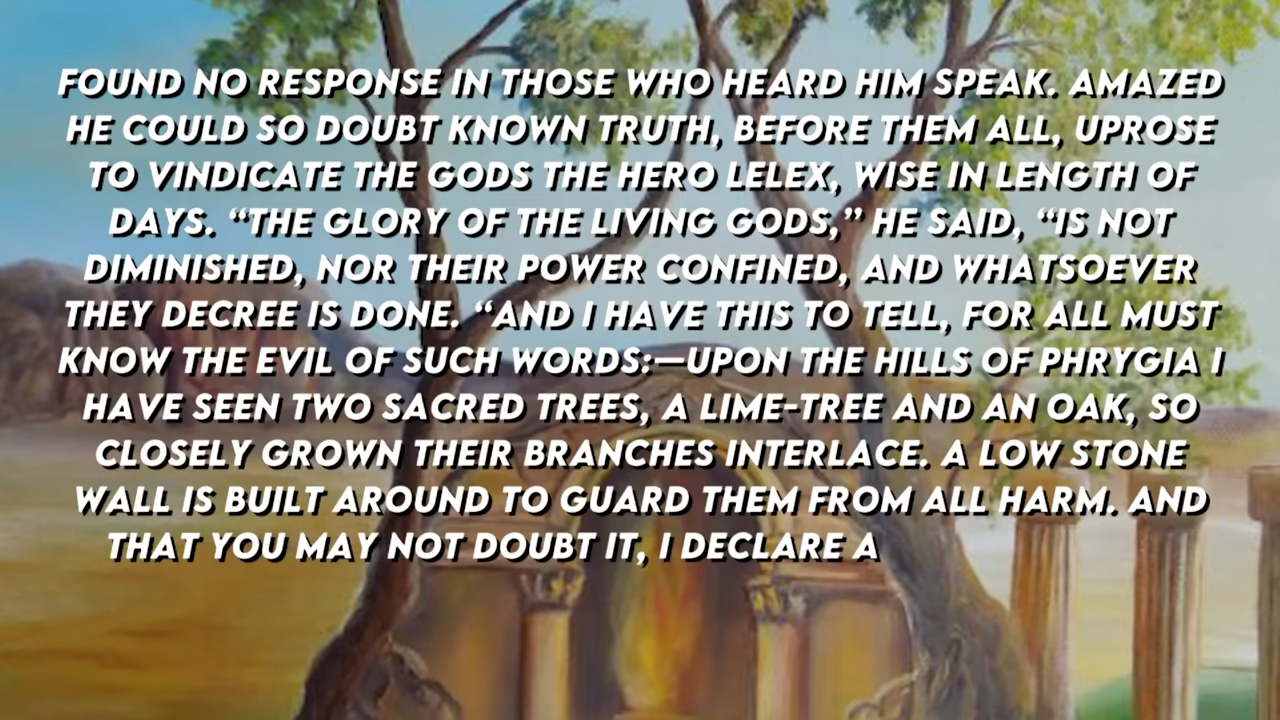 FOUND NO RESPONSE IN THOSE WHO HEARD HIM SPEAK. AMAZED
HE COULD SO DOUBT KNOWN TRUTH, BEFORE THEM ALL, UPROSE
TO VINDICATE THE GODS THE HERO LELEX, WISE IN LENGTH OF
DAYS. “THE GLORY OF THE LIVING GODS,” HE SAID, “IS NOT
DIMINISHED, NOR THEIR POWER CONFINED, AND WHATSOEVER
THEY DECREE IS DONE. “AND I HAVE THIS TO TELL, FOR ALL MUST
KNOW THE EVIL OF SUCH WORDS:—UPON THE HILLS OF PHRYGIA I
HAVE SEEN TWO SACRED TREES, A LIME-TREE AND AN OAK, SO
CLOSELY GROWN THEIR BRANCHES INTERLACE. A LOW STONE
WALL IS BUILT AROUND TO GUARD THEM FROM ALL HARM. AND
THAT YOU MAY NOT DOUBT IT, I DECLARE A